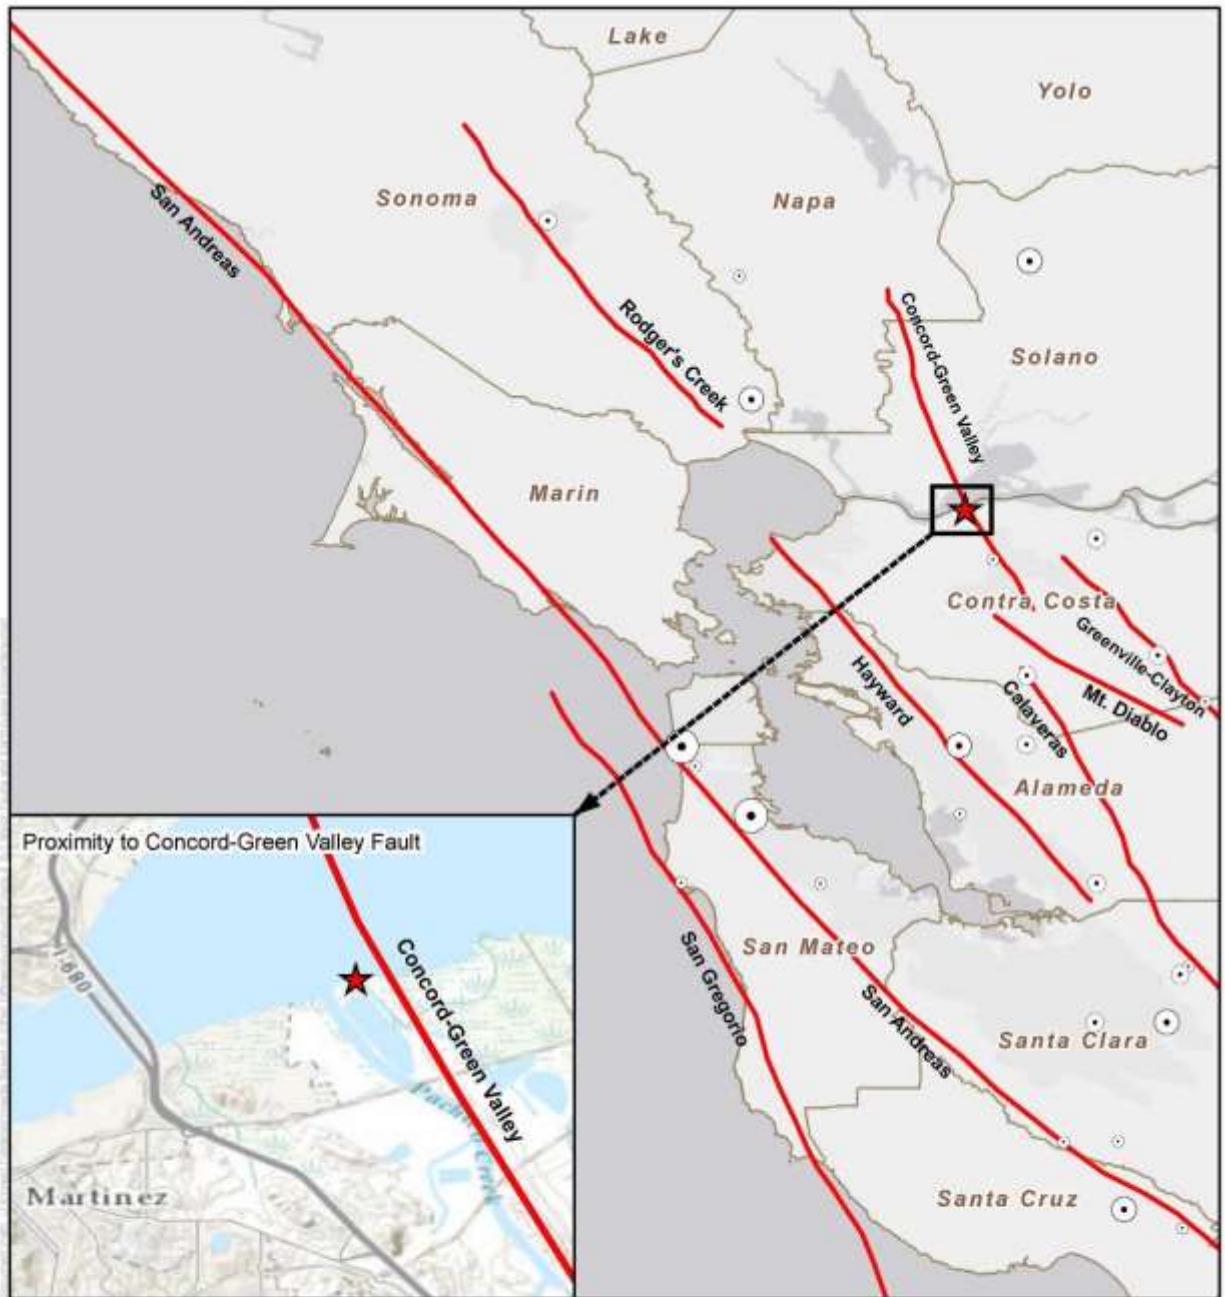 Lake
Yolo
Sonoma
Napa
San Andreas
Rodger's Creek
Concord-Green Valley
Solano
Marin
Contra Costa
Greenville-Clayton
Hayward
Calaveras
Mt. Diablo
Alameda
Proximity to Concord-Green Valley Fault
I-680
Concord-Green Valley
Pacheco Creek
Martinez
San Mateo
San Gregorio
San Andreas
Santa Clara
Santa Cruz